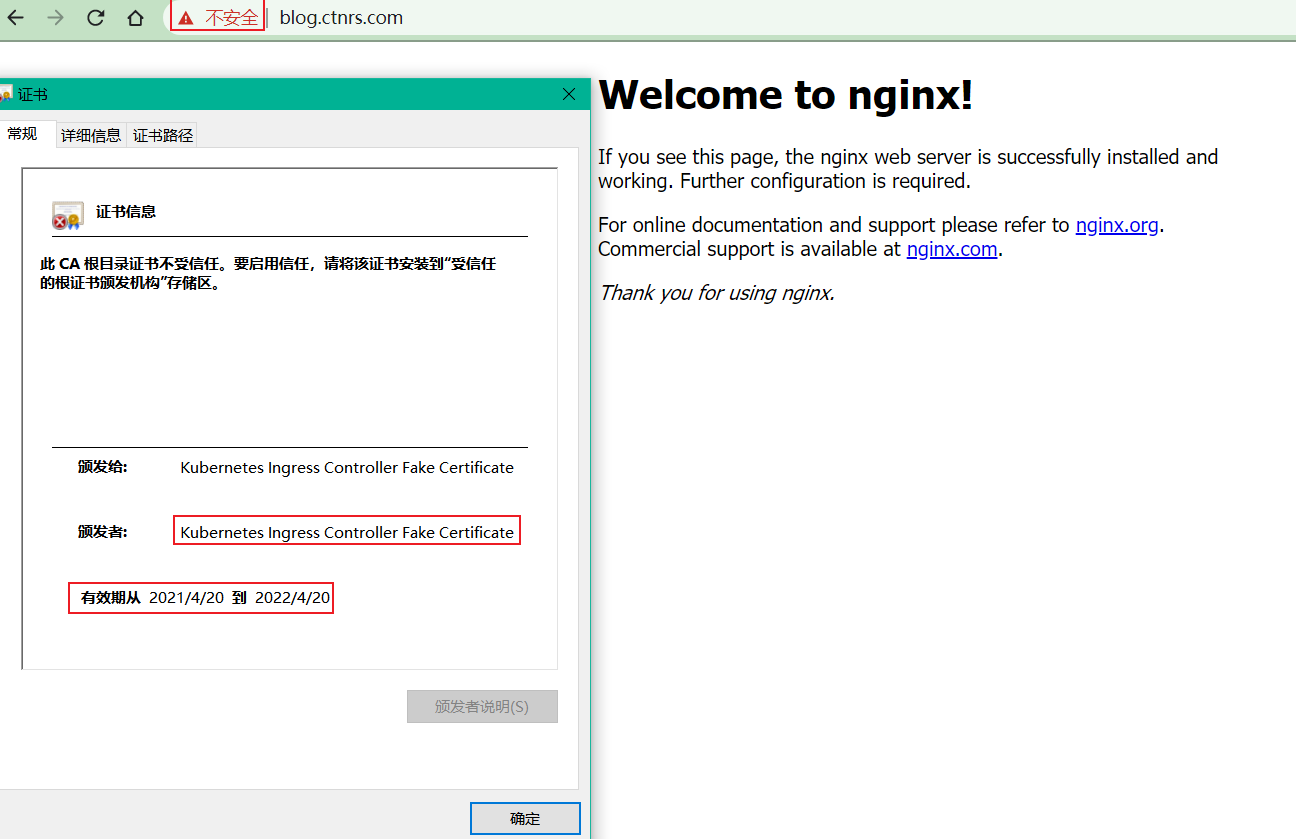 不安全 blog.ctnrs.com
证书
常规 详细信息 证书路径
证书信息
此 CA 根目录证书不受信任。要启用信任，请将该证书安装到“受信任
的根证书颁发机构”存储区。
颁发给: Kubernetes Ingress Controller Fake Certificate
颁发者: Kubernetes Ingress Controller Fake Certificate
有效期从 2021/4/20 到 2022/4/20
颁发者说明(S)
确定
Welcome to nginx!
If you see this page, the nginx web server is successfully installed and
working. Further configuration is required.
For online documentation and support please refer to nginx.org.
Commercial support is available at nginx.com.
Thank you for using nginx.